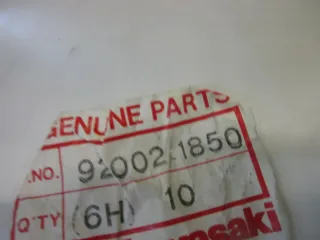 GENUINE PARTS
.NO. 92002-1850
Q'TY (6H) 10